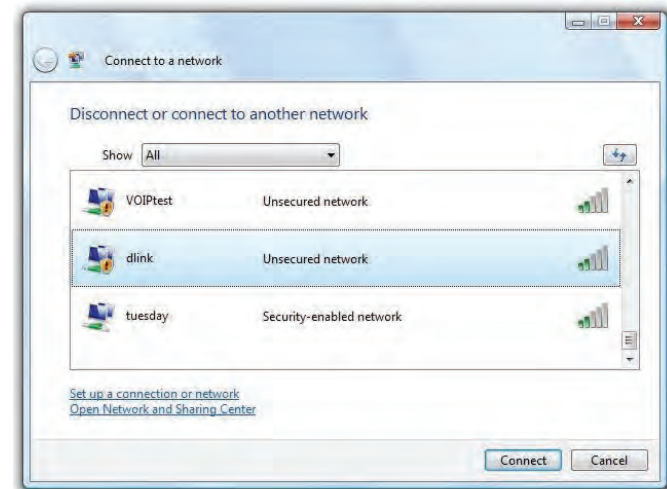 Connect to a network
Disconnect or connect to another network
Show All
VOIPtest Unsecured network
dlink Unsecured network
tuesday Security-enabled network
Set up a connection or network
Open Network and Sharing Center
Connect Cancel